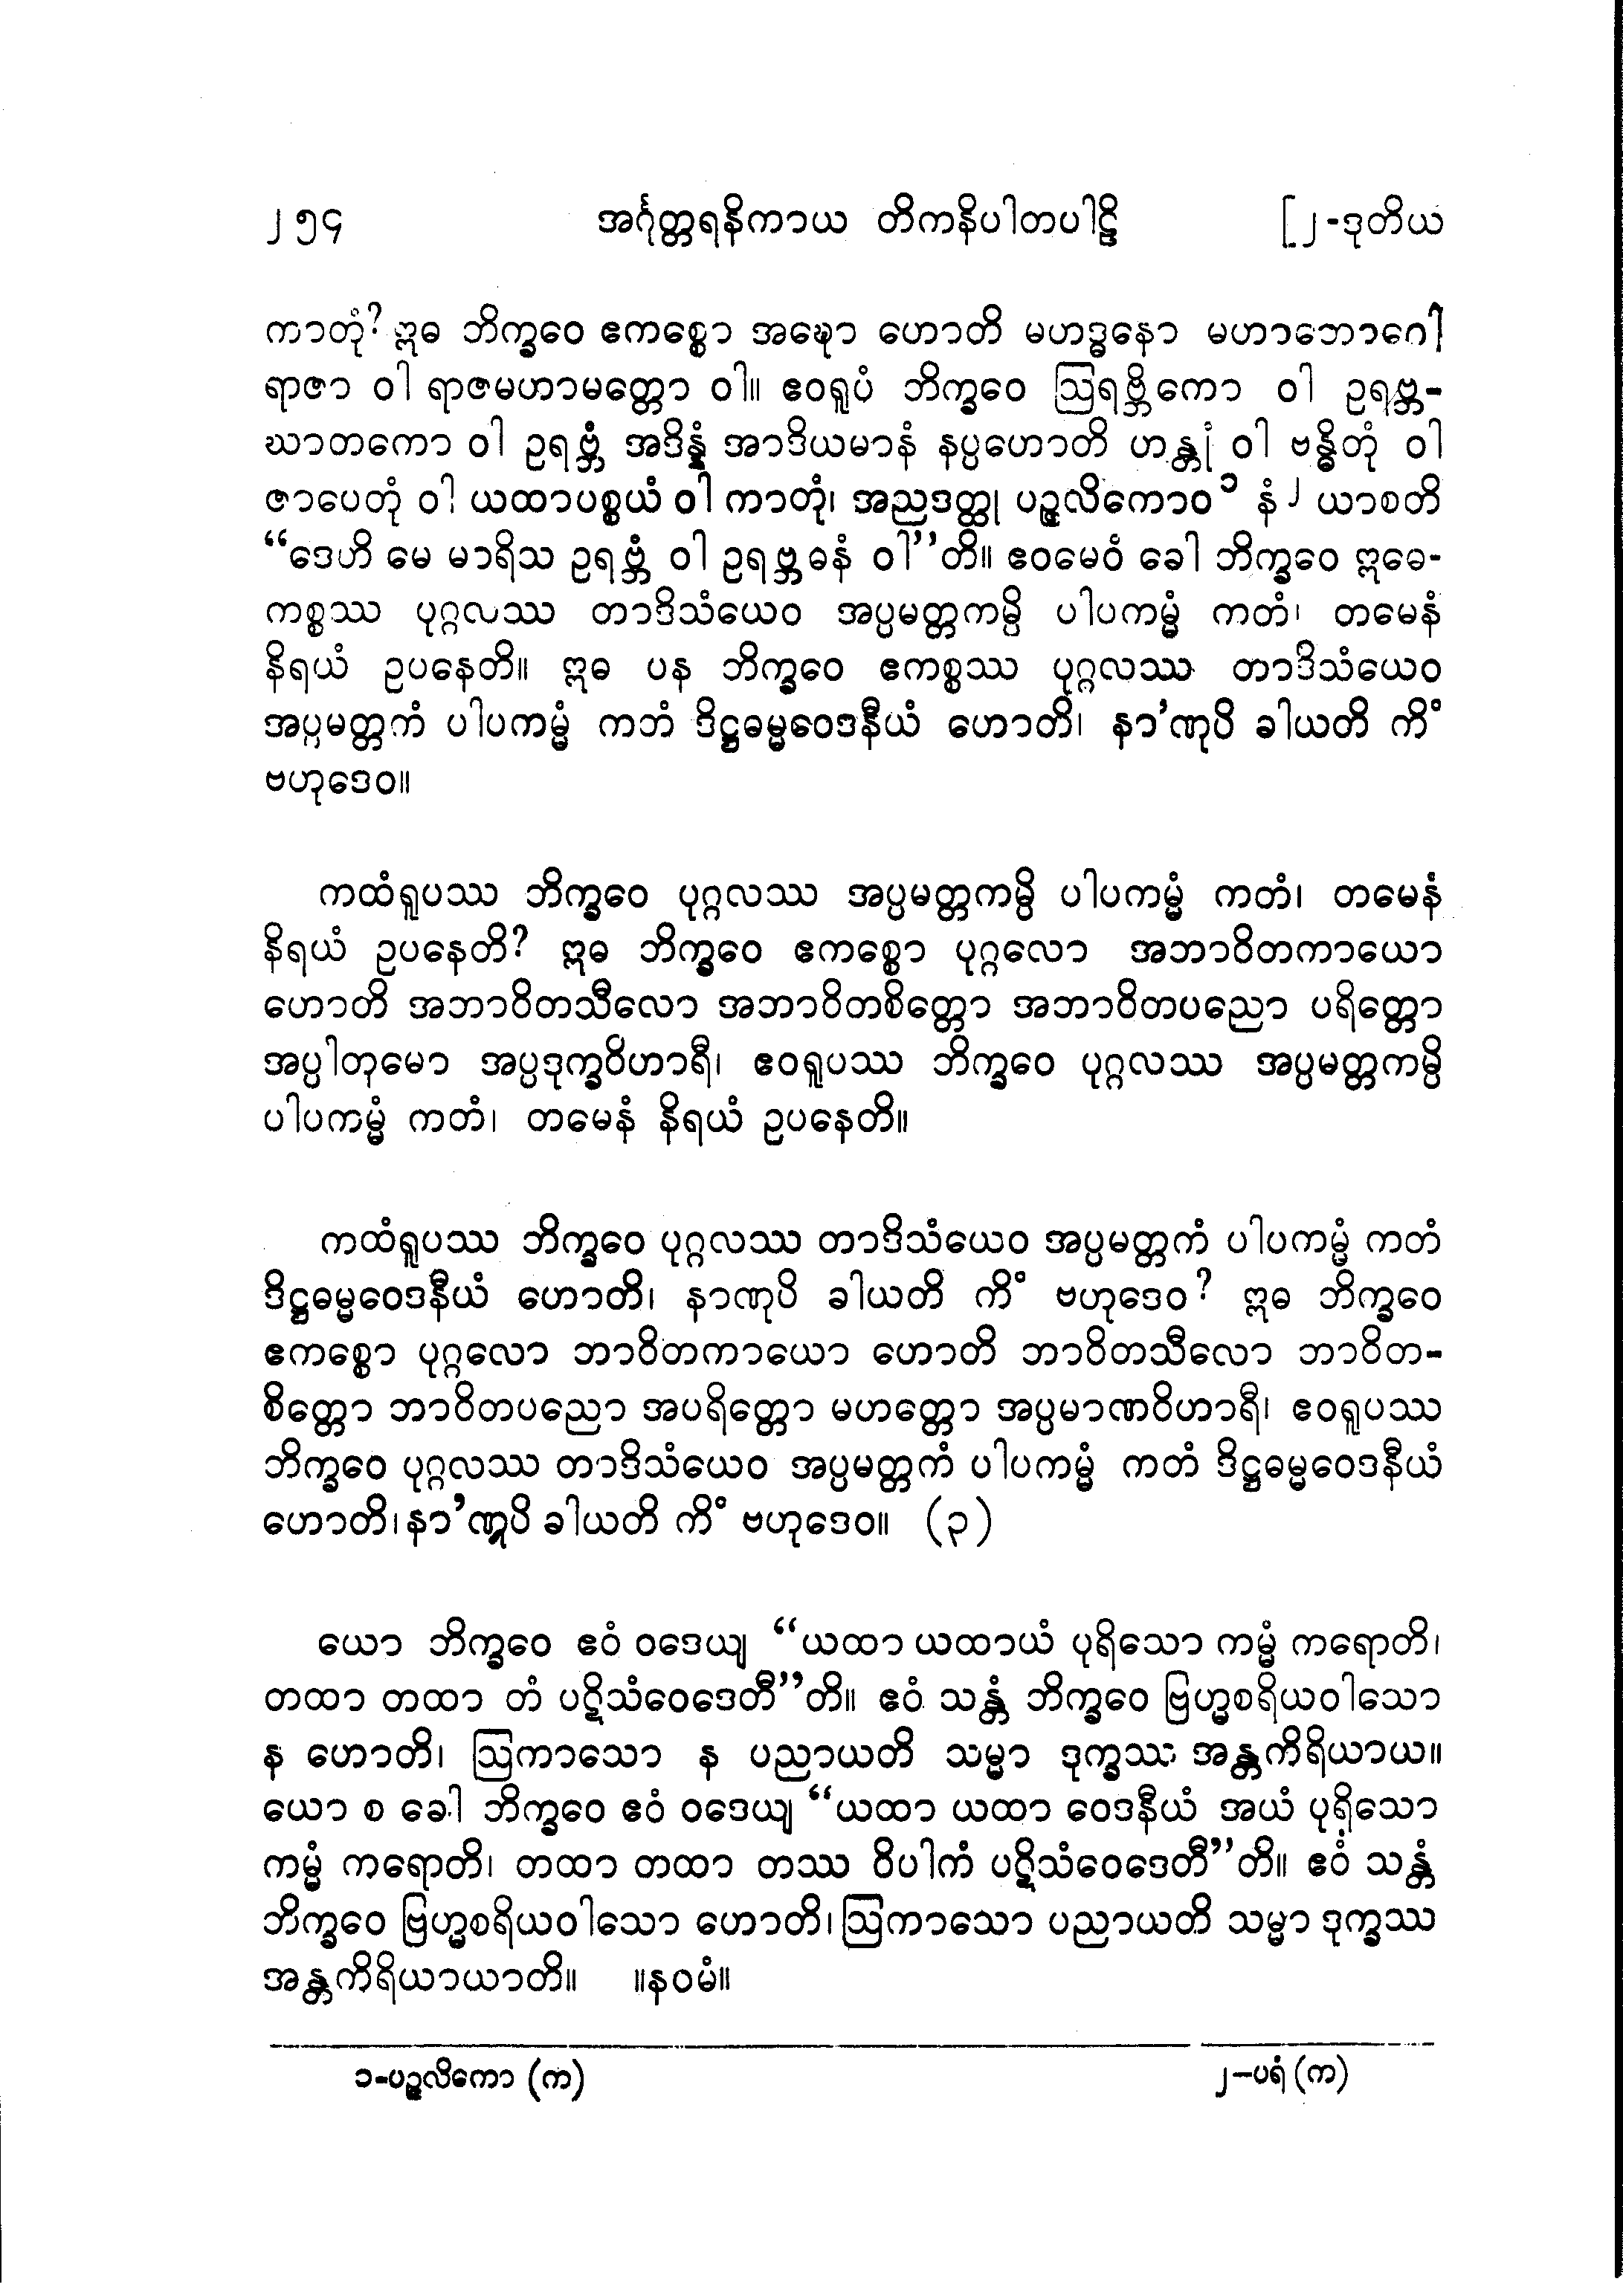 ၂၅၄ အင်္ဂုတ္တရနိကာယ တိကနိပါတပါဠိ [၂-ဒုတိယ
ကာတုံ? ဣဓ ဘိက္ခဝေ ဧကစ္စော အဍ္ဎော ဟောတိ မဟဒ္ဓနော မဟာဘောဂေါ
ရာဇာ ဝါ ရာဇမဟာမတ္တော ဝါ။ ဧဝရူပံ ဘိက္ခဝေ ဩရဗ္ဘိကော ဝါ ဥရဗ္ဘ-
ဃာတကော ဝါ ဥရဗ္ဘံ အဒိန္နံ အာဒိယမာနံ နပ္ပဟောတိ ဟန္တုံ ဝါ ဗန္ဓိတုံ ဝါ
ဇာပေတုံ ဝါ ယထာပစ္စယံ ဝါ ကာတုံ၊ အညဒတ္ထု ပဉ္ဇလိကောဝ ၁ နံ ၂ ယာစတိ
“ဒေဟိ မေ မာရိသ ဥရဗ္ဘံ ဝါ ဥရဗ္ဘဓနံ ဝါ”တိ။ ဧဝမေဝံ ခေါ ဘိက္ခဝေ ဣဓေ-
ကစ္စဿ ပုဂ္ဂလဿ တာဒိသံယေဝ အပ္ပမတ္တကမ္ပိ ပါပကမ္မံ ကတံ၊ တမေနံ
နိရယံ ဥပနေတိ။ ဣဓ ပန ဘိက္ခဝေ ဧကစ္စဿ ပုဂ္ဂလဿ တာဒိသံယေဝ
အပ္ပမတ္တကံ ပါပကမ္မံ ကတံ ဒိဋ္ဌဓမ္မဝေဒနီယံ ဟောတိ၊ နာ’ဏုပိ ခါယတိ ကိံ
ဗဟုဒေဝ။
ကထံရူပဿ ဘိက္ခဝေ ပုဂ္ဂလဿ အပ္ပမတ္တကမ္ပိ ပါပကမ္မံ ကတံ၊ တမေနံ
နိရယံ ဥပနေတိ? ဣဓ ဘိက္ခဝေ ဧကစ္စော ပုဂ္ဂလော အဘာဝိတကာယော
ဟောတိ အဘာဝိတသီလော အဘာဝိတစိတ္တော အဘာဝိတပညော ပရိတ္တော
အပ္ပါတုမော အပ္ပဒုက္ခဝိဟာရီ၊ ဧဝရူပဿ ဘိက္ခဝေ ပုဂ္ဂလဿ အပ္ပမတ္တကမ္ပိ
ပါပကမ္မံ ကတံ၊ တမေနံ နိရယံ ဥပနေတိ။
ကထံရူပဿ ဘိက္ခဝေ ပုဂ္ဂလဿ တာဒိသံယေဝ အပ္ပမတ္တကံ ပါပကမ္မံ ကတံ
ဒိဋ္ဌဓမ္မဝေဒနီယံ ဟောတိ၊ နာဏုပိ ခါယတိ ကိံ ဗဟုဒေဝ? ဣဓ ဘိက္ခဝေ
ဧကစ္စော ပုဂ္ဂလော ဘာဝိတကာယော ဟောတိ ဘာဝိတသီလော ဘာဝိတ-
စိတ္တော ဘာဝိတပညော အပရိတ္တော မဟတ္တော အပ္ပမာဏဝိဟာရီ၊ ဧဝရူပဿ
ဘိက္ခဝေ ပုဂ္ဂလဿ တာဒိသံယေဝ အပ္ပမတ္တကံ ပါပကမ္မံ ကတံ ဒိဋ္ဌဓမ္မဝေဒနီယံ
ဟောတိ၊ နာ’ဏုပိ ခါယတိ ကိံ ဗဟုဒေဝ။ (၃)
ယော ဘိက္ခဝေ ဧဝံ ဝဒေယျ “ယထာ ယထာယံ ပုရိသော ကမ္မံ ကရောတိ၊
တထာ တထာ တံ ပဋိသံဝေဒေတီ”တိ။ ဧဝံ သန္တံ ဘိက္ခဝေ ဗြဟ္မစရိယဝါသော
န ဟောတိ၊ ဩကာသော န ပညာယတိ သမ္မာ ဒုက္ခဿ အန္တကိရိယာယ။
ယော စ ခေါ ဘိက္ခဝေ ဧဝံ ဝဒေယျ “ယထာ ယထာ ဝေဒနီယံ အယံ ပုရိသော
ကမ္မံ ကရောတိ၊ တထာ တထာ တဿ ဝိပါကံ ပဋိသံဝေဒေတီ”တိ။ ဧဝံ သန္တံ
ဘိက္ခဝေ ဗြဟ္မစရိယဝါသော ဟောတိ၊ ဩကာသော ပညာယတိ သမ္မာ ဒုက္ခဿ
အန္တကိရိယာယာတိ။ ။နဝမံ။
၁-ပဉ္ဇလိကော (က) ၂-ပရံ (က)